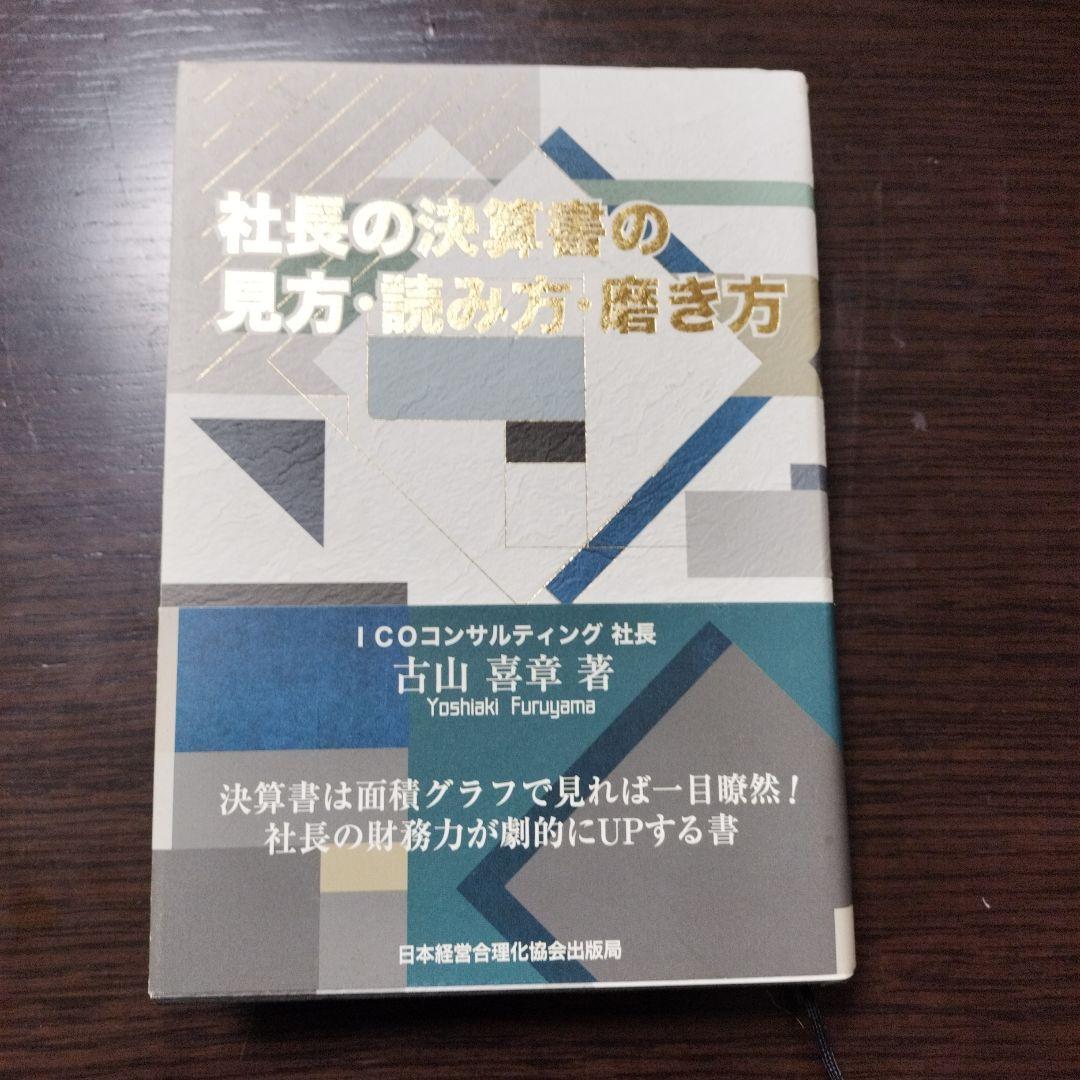 社長の決算書の
見方・読み方・磨き方
ICOコンサルティング 社長
古山 喜章 著
Yoshiaki Furuyama
決算書は面積グラフで見れば一目瞭然!
社長の財務力が劇的にUPする書
日本経営合理化協会出版局